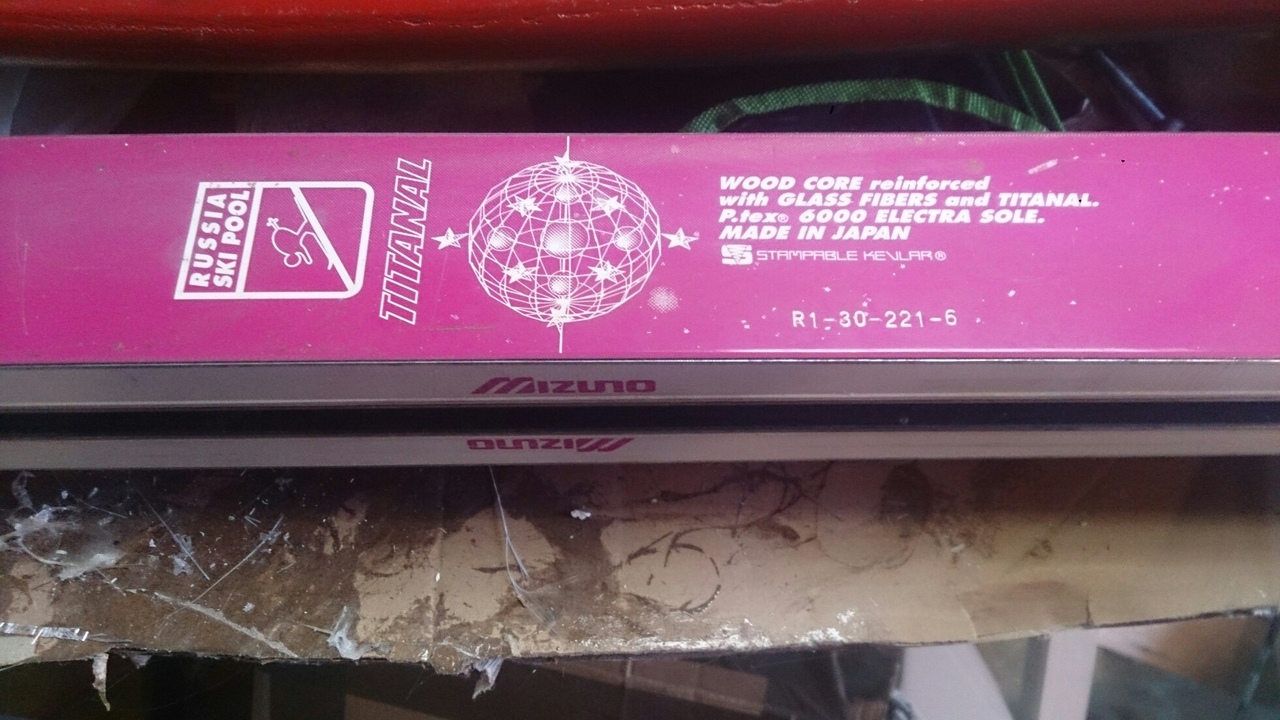 RUSSIA
SKI POOL
TITANAL
WOOD CORE reinforced
with GLASS FIBERS and TITANAL.
P.tex® 6000 ELECTRA SOLE.
MADE IN JAPAN
S STAMPABLE KEVLAR®
R1-30-221-6
MIZUNO
MIZUNO